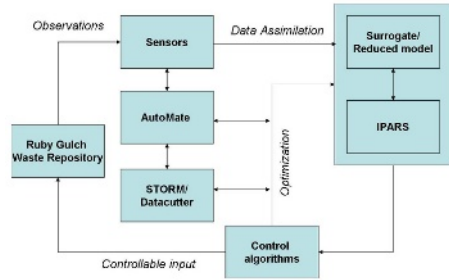 Observations
Sensors
Data Assimilation
Surrogate/
Reduced model
AutoMate
IPARS
Ruby Gulch
Waste Repository
STORM/
Datacutter
Optimization
Control
algorithms
Controllable input